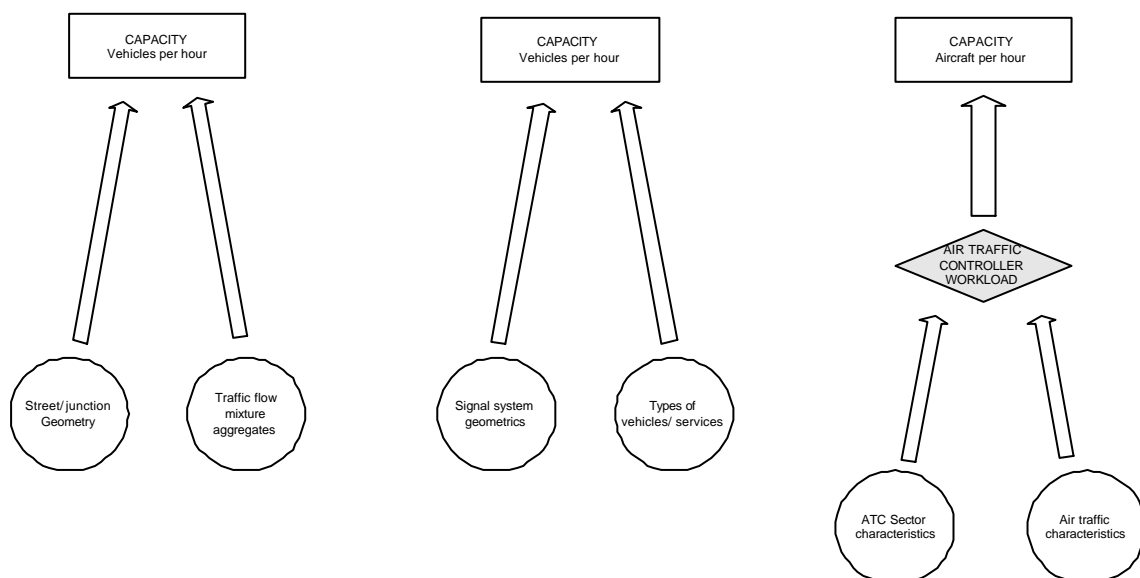 CAPACITY
Vehicles per hour
CAPACITY
Vehicles per hour
CAPACITY
Aircraft per hour
AIR TRAFFIC
CONTROLLER
WORKLOAD
Street/ junction
Geometry
Traffic flow
mixture
aggregates
Signal system
geometrics
Types of
vehicles/ services
ATC Sector
characteristics
Air traffic
characteristics